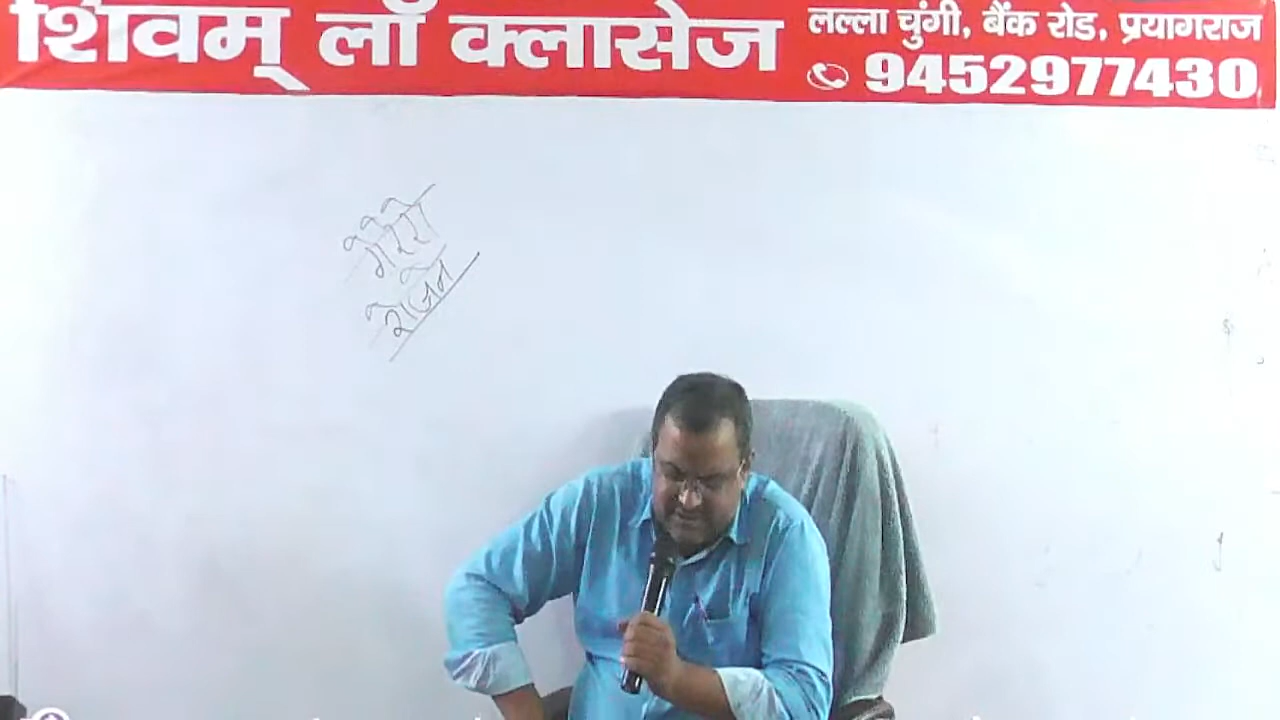 शिवम् लॉ क्लासेज
लल्ला चुंगी, बैंक रोड, प्रयागराज
9452977430